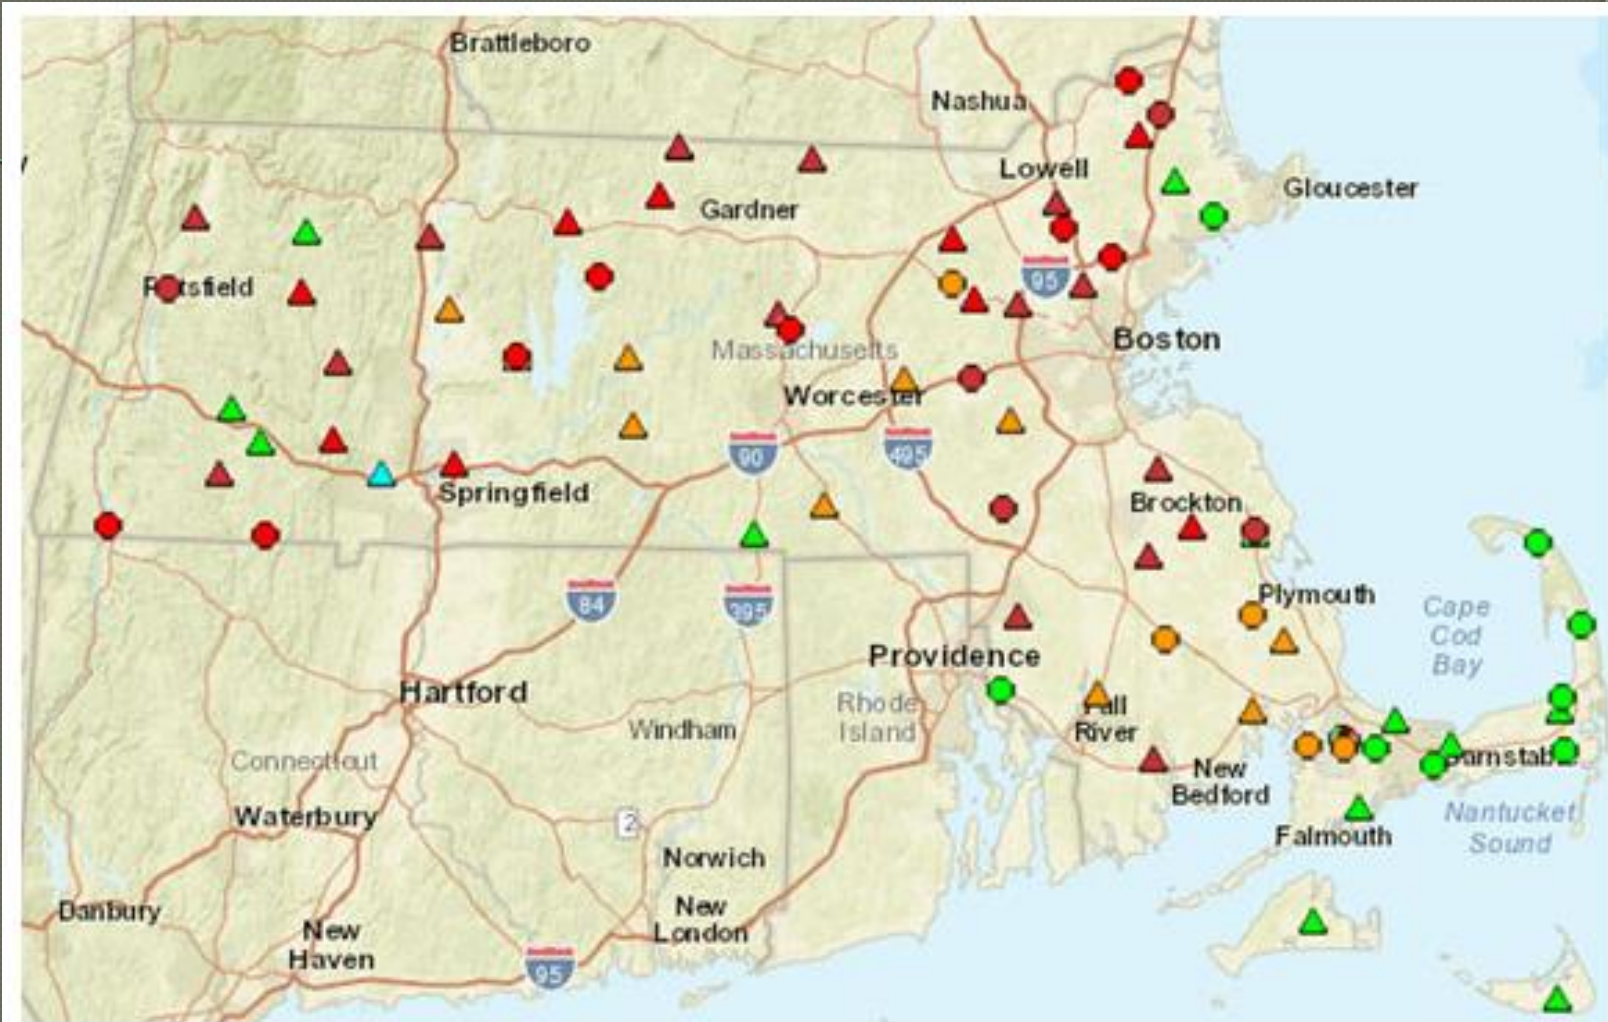 Brattleboro
Nashua
Lowell
Gloucester
Gardner
95
Massachusetts
Boston
Worcester
90
495
Springfield
Brockton
84
395
Plymouth
Cape
Cod
Bay
Providence
Hartford
Rhode
Island
Windham
Fall
River
Connecticut
New
Bedford
Nantucket
Sound
Waterbury
2
Falmouth
Norwich
Danbury
New
London
New
Haven
95